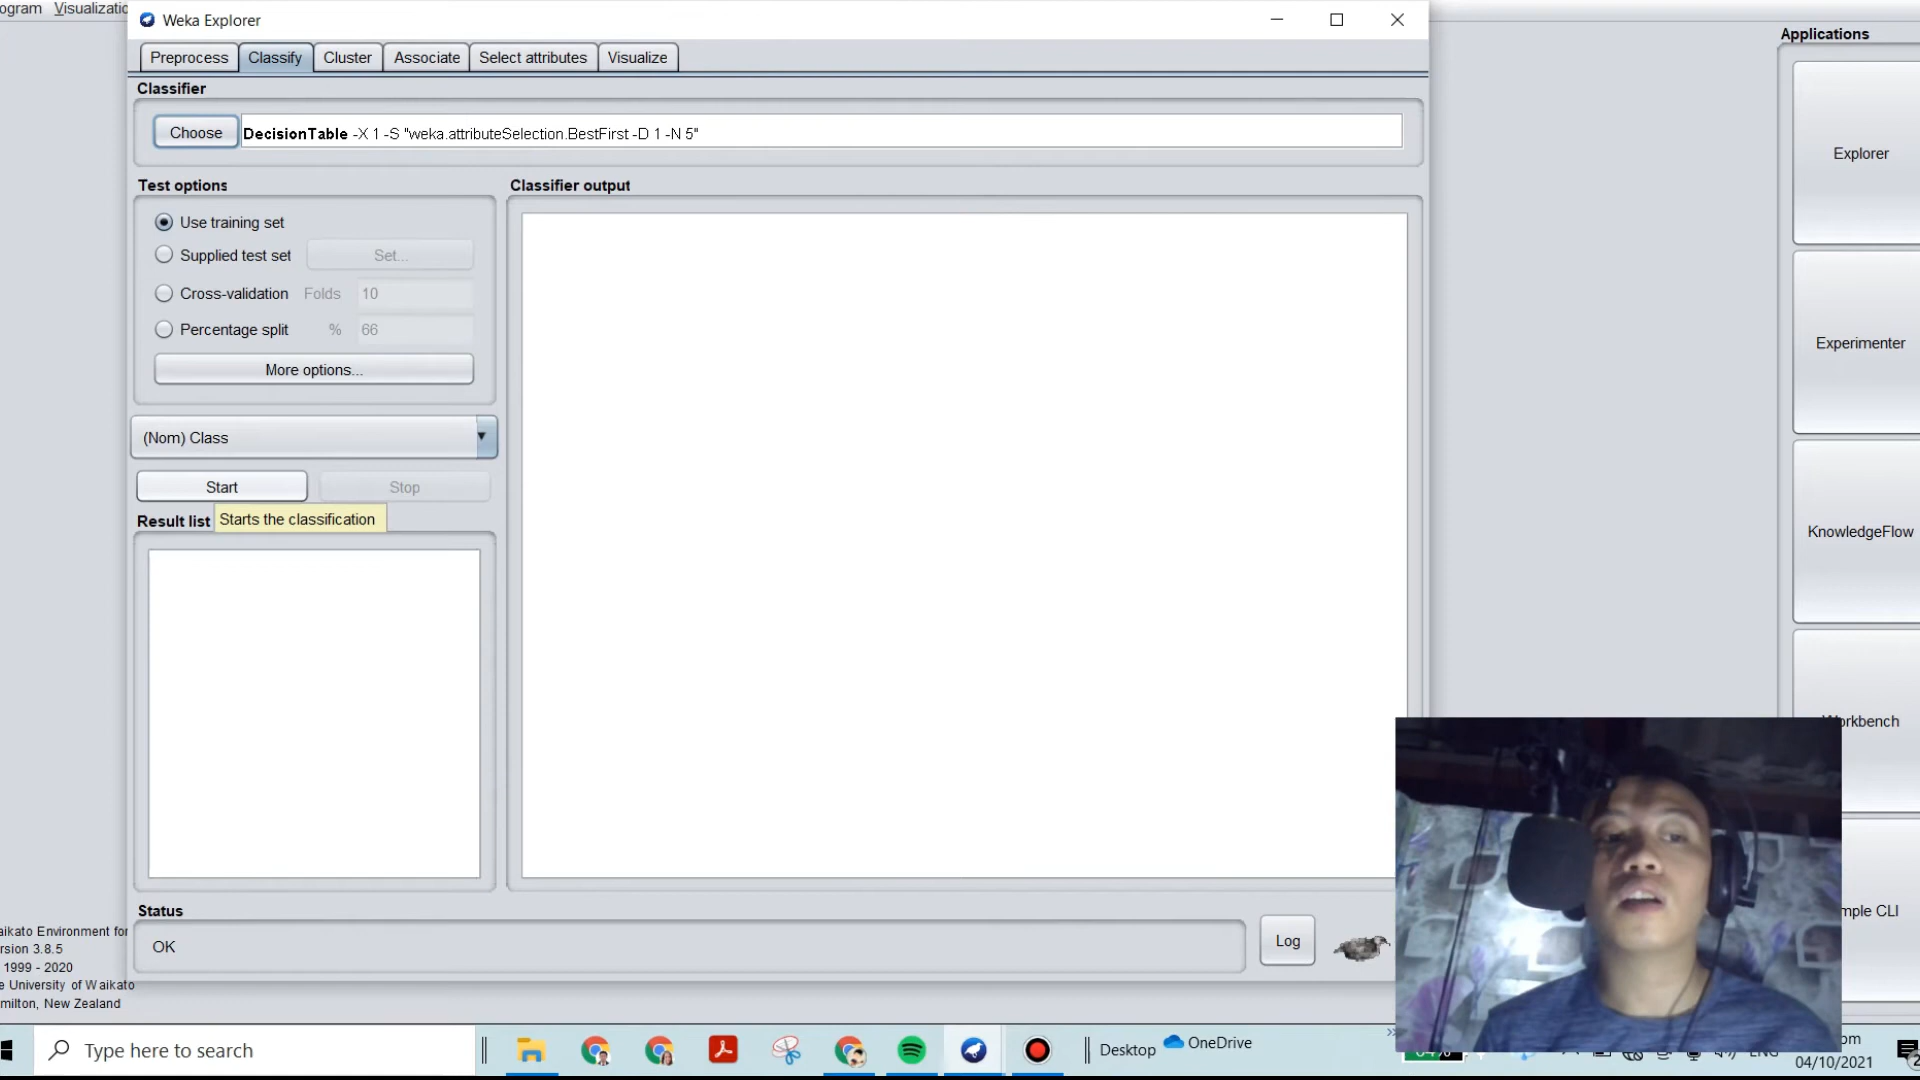 ogram Visualizatio
Weka Explorer
Applications
Preprocess Classify Cluster Associate Select attributes Visualize
Classifier
Choose DecisionTable -X 1 -S "weka.attributeSelection.BestFirst -D 1 -N 5"
Test options
Classifier output
Use training set
Supplied test set Set...
Cross-validation Folds 10
Percentage split % 66
More options...
(Nom) Class
Start Stop
Result list Starts the classification
Explorer
Experimenter
KnowledgeFlow
orkbench
mple CLI
Status
OK
Log
aikato Environment for
rsion 3.8.5
1999 - 2020
e University of Waikato
milton, New Zealand
Type here to search
Desktop
OneDrive
ENG
om
04/10/2021